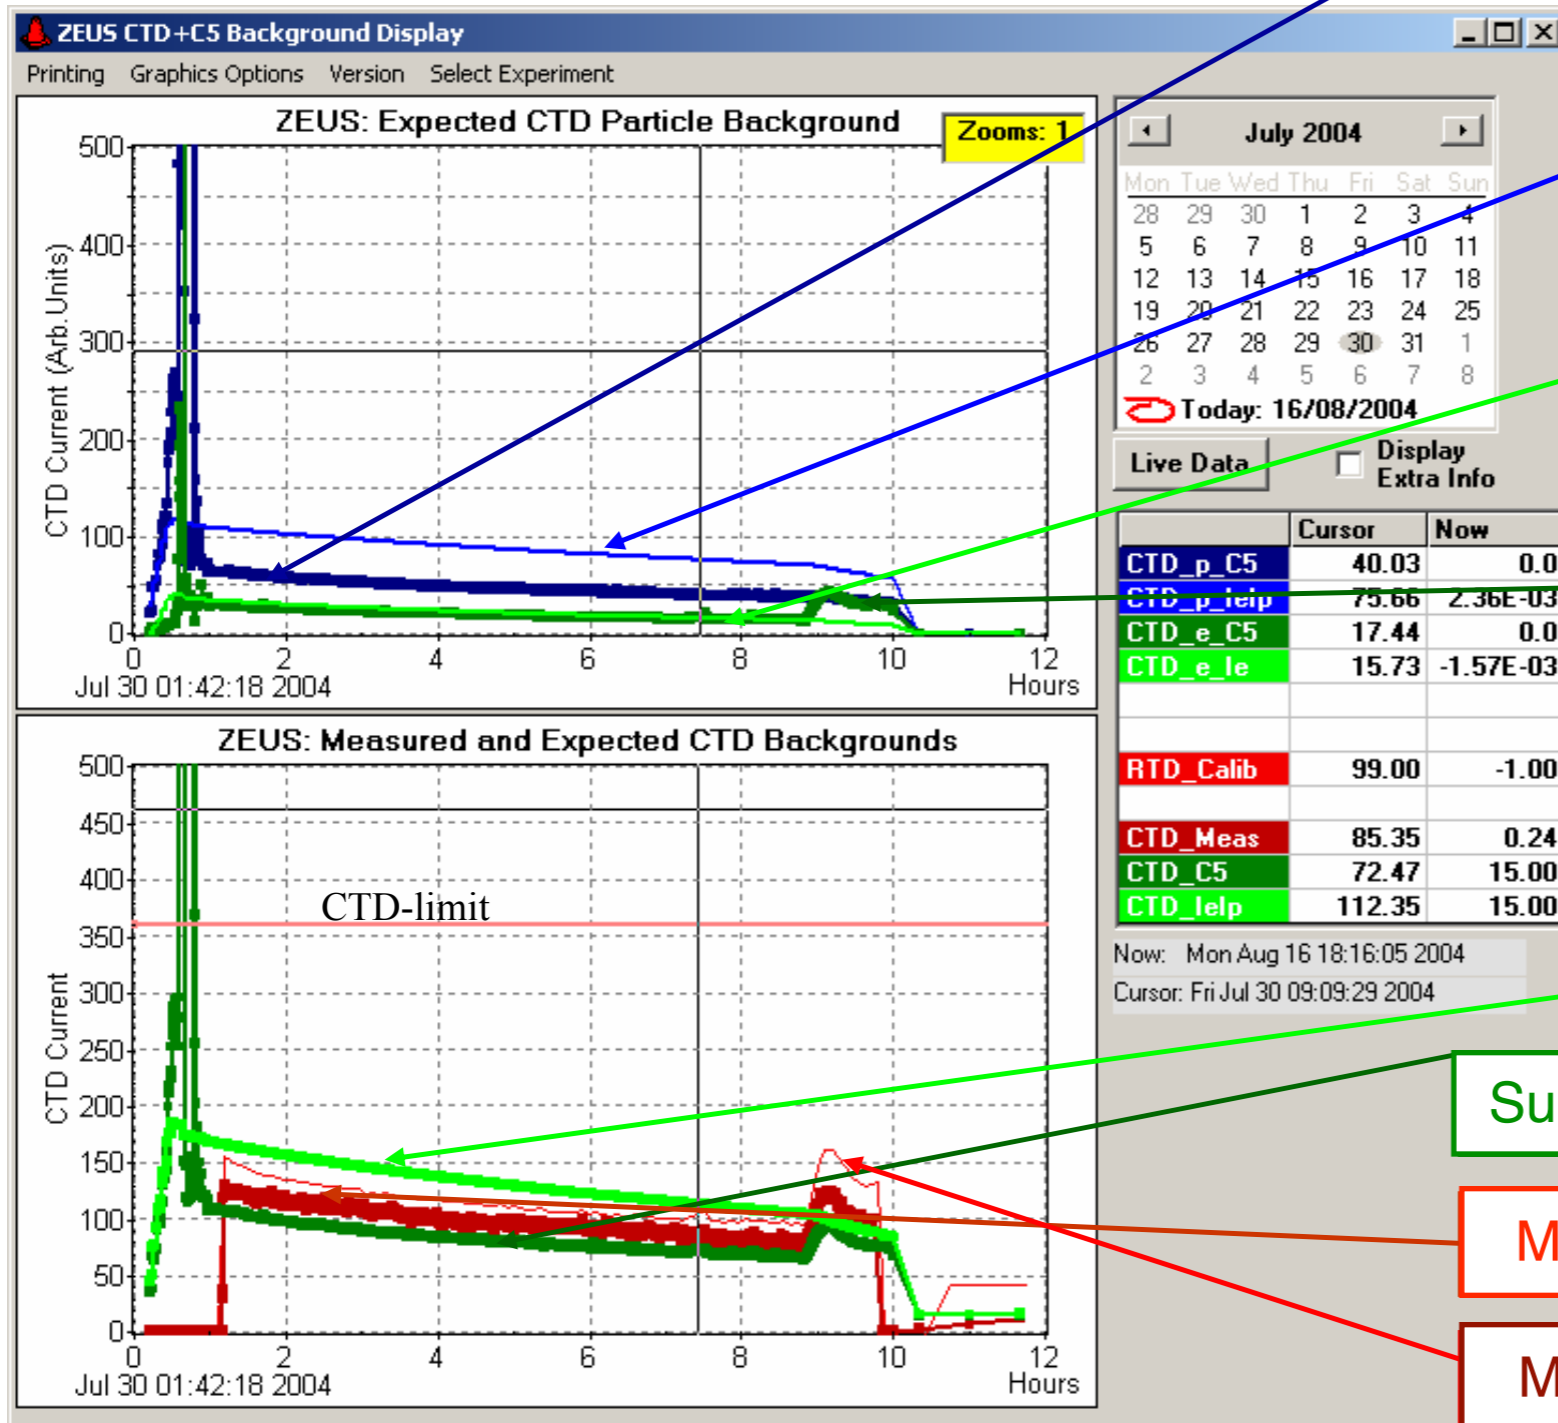 ZEUS CTD+C5 Background Display
Printing Graphics Options Version Select Experiment
ZEUS: Expected CTD Particle Background
Zooms: 1
500
400
300
200
100
0
CTD Current (Arb.Units)
0 2 4 6 8 10 12
Jul 30 01:42:18 2004 Hours
ZEUS: Measured and Expected CTD Backgrounds
500
450
400
350
300
250
200
150
100
50
0
CTD Current
CTD-limit
0 2 4 6 8 10 12
Jul 30 01:42:18 2004 Hours
July 2004
Mon Tue Wed Thu Fri Sat Sun
28 29 30 1 2 3 4
5 6 7 8 9 10 11
12 13 14 15 16 17 18
19 20 21 22 23 24 25
26 27 28 29 30 31 1
2 3 4 5 6 7 8
Today: 16/08/2004
Live Data
Display
Extra Info
Cursor Now
CTD_p_C5 40.03 0.0
CTD_p_Ielp 75.66 2.36E-03
CTD_e_C5 17.44 0.0
CTD_e_Ie 15.73 -1.57E-03
RTD_Calib 99.00 -1.00
CTD_Meas 85.35 0.24
CTD_C5 72.47 15.00
CTD_Ielp 112.35 15.00
Now: Mon Aug 16 18:16:05 2004
Cursor: Fri Jul 30 09:09:29 2004
Su
M
M